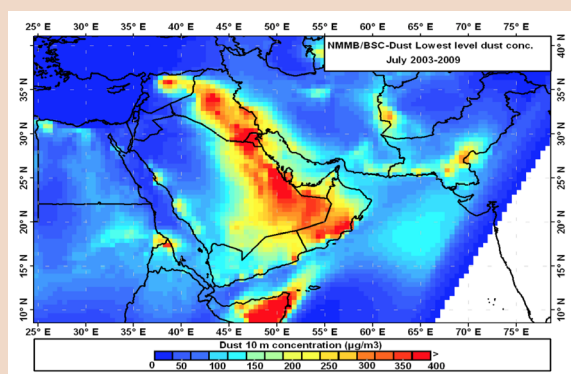 NMMB/BSC-Dust Lowest level dust conc.
July 2003-2009
35° N
30° N
25° N
20° N
15° N
10° N
25° E 30° E 35° E 40° E 45° E 50° E 55° E 60° E 65° E 70° E 75° E
35° N
30° N
25° N
20° N
15° N
10° N
25° E 30° E 35° E 40° E 45° E 50° E 55° E 60° E 65° E 70° E 75° E
Dust 10 m concentration (µg/m3) >
0 50 100 150 200 250 300 350 400